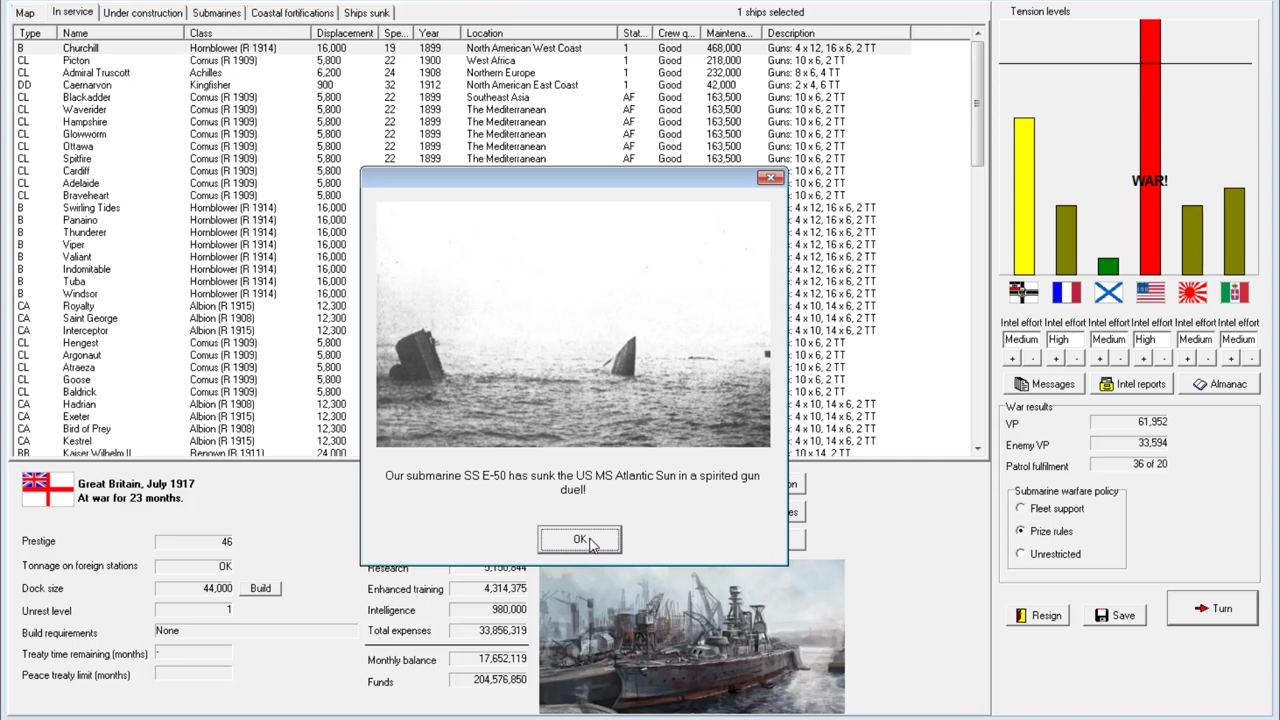 Map In service Under construction Submarines Coastal fortifications Ships sunk 1 ships selected
Type Name Class Displacement Spe... Year Location Stat... Crew q... Maintena... Description
B Churchill Hornblower (R 1914) 16,000 19 1899 North American West Coast 1 Good 468,000 Guns: 4 x 12, 16 x 6, 2 TT
CL Picton Comus (R 1909) 5,800 22 1900 West Africa 1 Good 218,000 Guns: 10 x 6, 2 TT
CL Admiral Truscott Achilles 6,200 24 1908 Northern Europe 1 Good 232,000 Guns: 8 x 6, 4 TT
DD Caernarvon Kingfisher 900 32 1912 North American East Coast 1 Good 42,000 Guns: 2 x 4, 6 TT
CL Blackadder Comus (R 1909) 5,800 22 1899 Southeast Asia AF Good 163,500 Guns: 10 x 6, 2 TT
CL Waverider Comus (R 1909) 5,800 22 1899 The Mediterranean AF Good 163,500 Guns: 10 x 6, 2 TT
CL Hampshire Comus (R 1909) 5,800 22 1899 The Mediterranean AF Good 163,500 Guns: 10 x 6, 2 TT
CL Glowworm Comus (R 1909) 5,800 22 1899 The Mediterranean AF Good 163,500 Guns: 10 x 6, 2 TT
CL Ottawa Comus (R 1909) 5,800 22 1899 The Mediterranean AF Good 163,500 Guns: 10 x 6, 2 TT
CL Spitfire Comus (R 1909) 5,800 22 1899 The Mediterranean AF Good 163,500 Guns: 10 x 6, 2 TT
CL Cardiff Comus (R 1909) 5,800 : 10 x 6, 2 TT
CL Adelaide Comus (R 1909) 5,800 : 10 x 6, 2 TT
CL Braveheart Comus (R 1909) 5,800 : 10 x 6, 2 TT
B Swirling Tides Hornblower (R 1914) 16,000 : 4 x 12, 16 x 6, 2 TT
B Panaino Hornblower (R 1914) 16,000 : 4 x 12, 16 x 6, 2 TT
B Thunderer Hornblower (R 1914) 16,000 : 4 x 12, 16 x 6, 2 TT
B Viper Hornblower (R 1914) 16,000 : 4 x 12, 16 x 6, 2 TT
B Valiant Hornblower (R 1914) 16,000 : 4 x 12, 16 x 6, 2 TT
B Indomitable Hornblower (R 1914) 16,000 : 4 x 12, 16 x 6, 2 TT
B Tuba Hornblower (R 1914) 16,000 : 4 x 12, 16 x 6, 2 TT
B Windsor Hornblower (R 1914) 16,000 : 4 x 12, 16 x 6, 2 TT
CA Royalty Albion (R 1915) 12,300 : 4 x 10, 14 x 6, 2 TT
CA Saint George Albion (R 1908) 12,300 : 4 x 10, 14 x 6, 2 TT
CA Interceptor Albion (R 1915) 12,300 : 4 x 10, 14 x 6, 2 TT
CL Hengest Comus (R 1909) 5,800 : 10 x 6, 2 TT
CL Argonaut Comus (R 1909) 5,800 : 10 x 6, 2 TT
CL Atraeza Comus (R 1909) 5,800 : 10 x 6, 2 TT
CL Goose Comus (R 1909) 5,800 : 10 x 6, 2 TT
CL Baldrick Comus (R 1909) 5,800 : 10 x 6, 2 TT
CA Hadrian Albion (R 1908) 12,300 : 4 x 10, 14 x 6, 2 TT
CA Exeter Albion (R 1915) 12,300 : 4 x 10, 14 x 6, 2 TT
CA Bird of Prey Albion (R 1908) 12,300 : 4 x 10, 14 x 6, 2 TT
CA Kestrel Albion (R 1915) 12,300 : 4 x 10, 14 x 6, 2 TT
BB Kaiser Wilhelm II Renown (R 1911) 24,000 : 10 x 14, 2 TT
Our submarine SS E-50 has sunk the US MS Atlantic Sun in a spirited gun
duel!
OK
Great Britain, July 1917
At war for 23 months.
Prestige 46
Tonnage on foreign stations OK
Dock size 44,000 Build
Unrest level 1
Build requirements None
Treaty time remaining (months) -
Peace treaty limit (months)
Research 5,150,844
Enhanced training 4,314,375
Intelligence 980,000
Total expenses 33,856,319
Monthly balance 17,652,119
Funds 204,576,850
Tension levels
WAR!
Intel effort Intel effort Intel effort Intel effort Intel effort Intel effort
Medium High Medium High Medium Medium
+ - + - + - + - + - + -
Messages Intel reports Almanac
War results
VP 61,952
Enemy VP 33,594
Patrol fulfilment 36 of 20
Submarine warfare policy
Fleet support
Prize rules
Unrestricted
Resign Save Turn